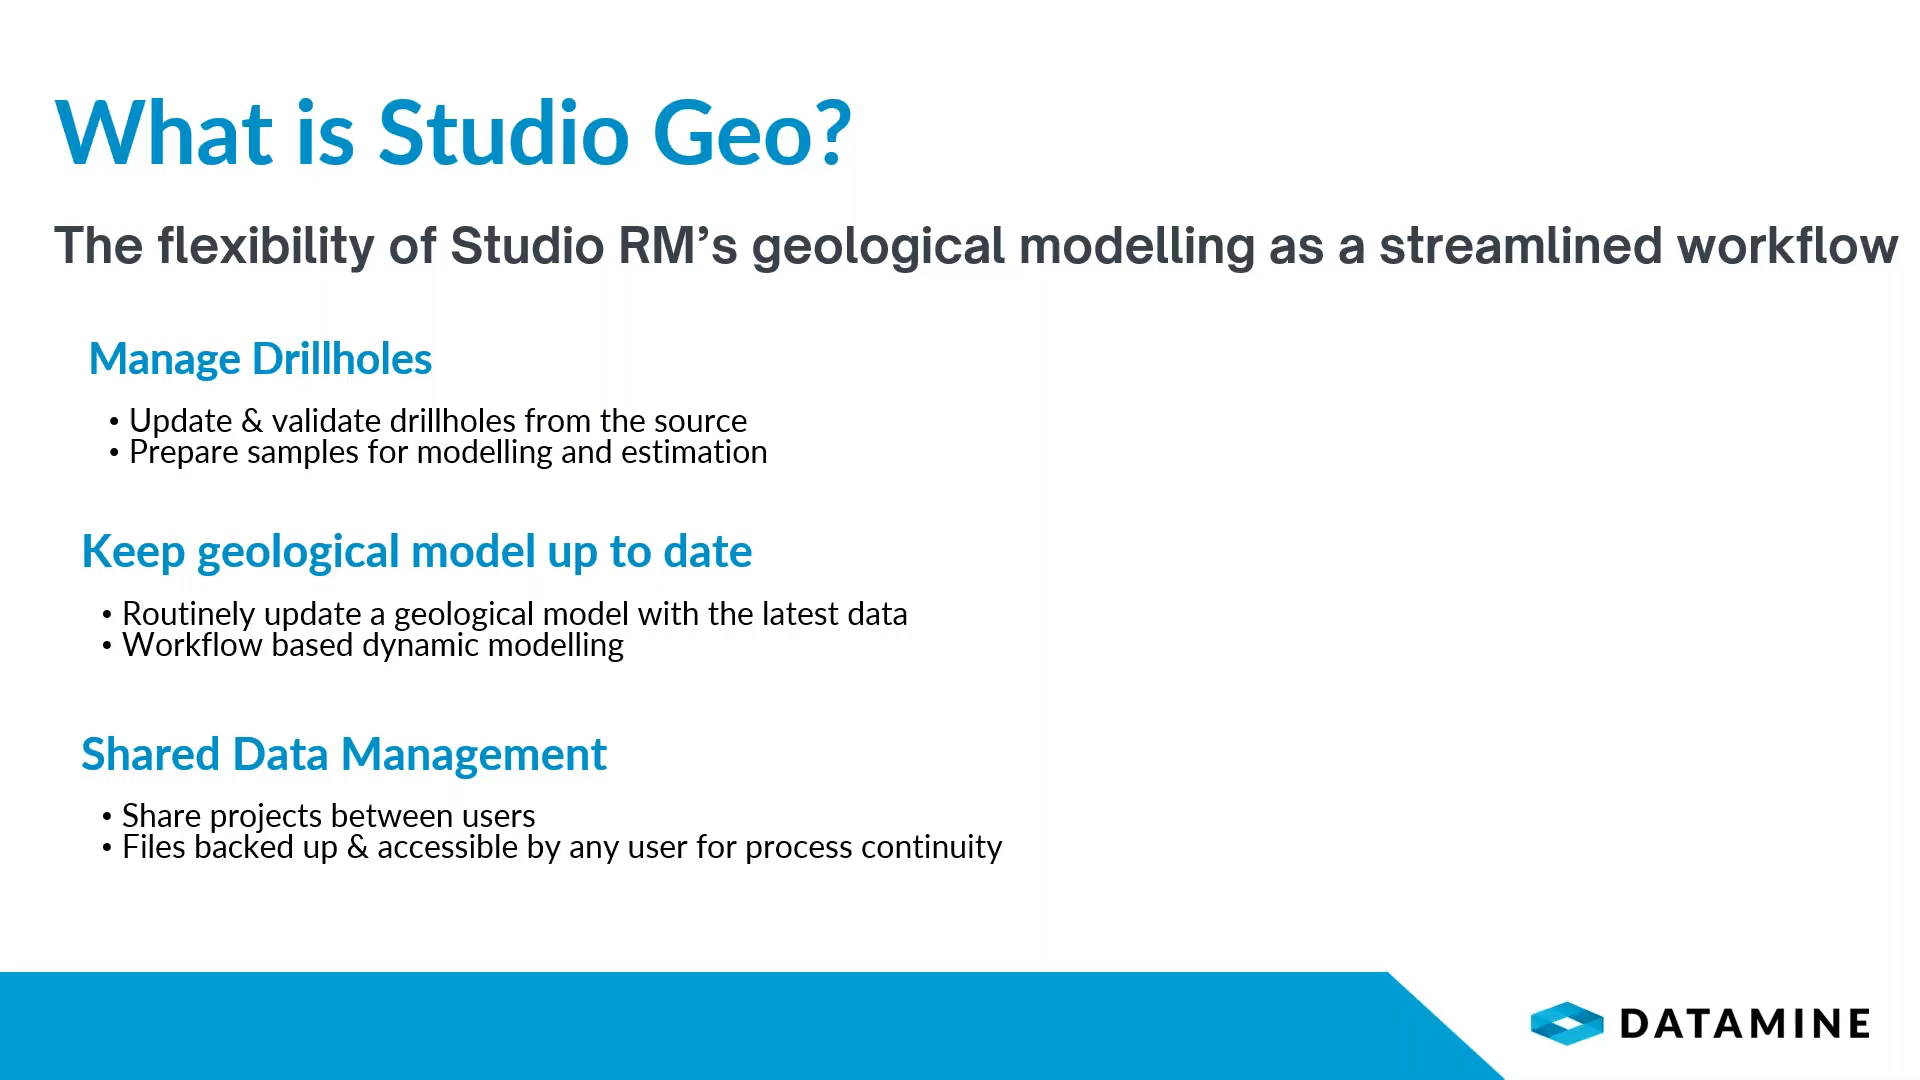 What is Studio Geo?
The flexibility of Studio RM’s geological modelling as a streamlined workflow
Manage Drillholes
• Update & validate drillholes from the source
• Prepare samples for modelling and estimation
Keep geological model up to date
• Routinely update a geological model with the latest data
• Workflow based dynamic modelling
Shared Data Management
• Share projects between users
• Files backed up & accessible by any user for process continuity
DATAMINE